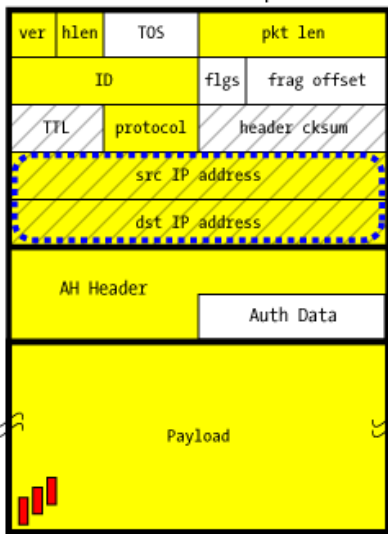 ver hlen TOS pkt len
ID flgs frag offset
TTL protocol header cksum
src IP address
dst IP address
AH Header
Auth Data
Payload